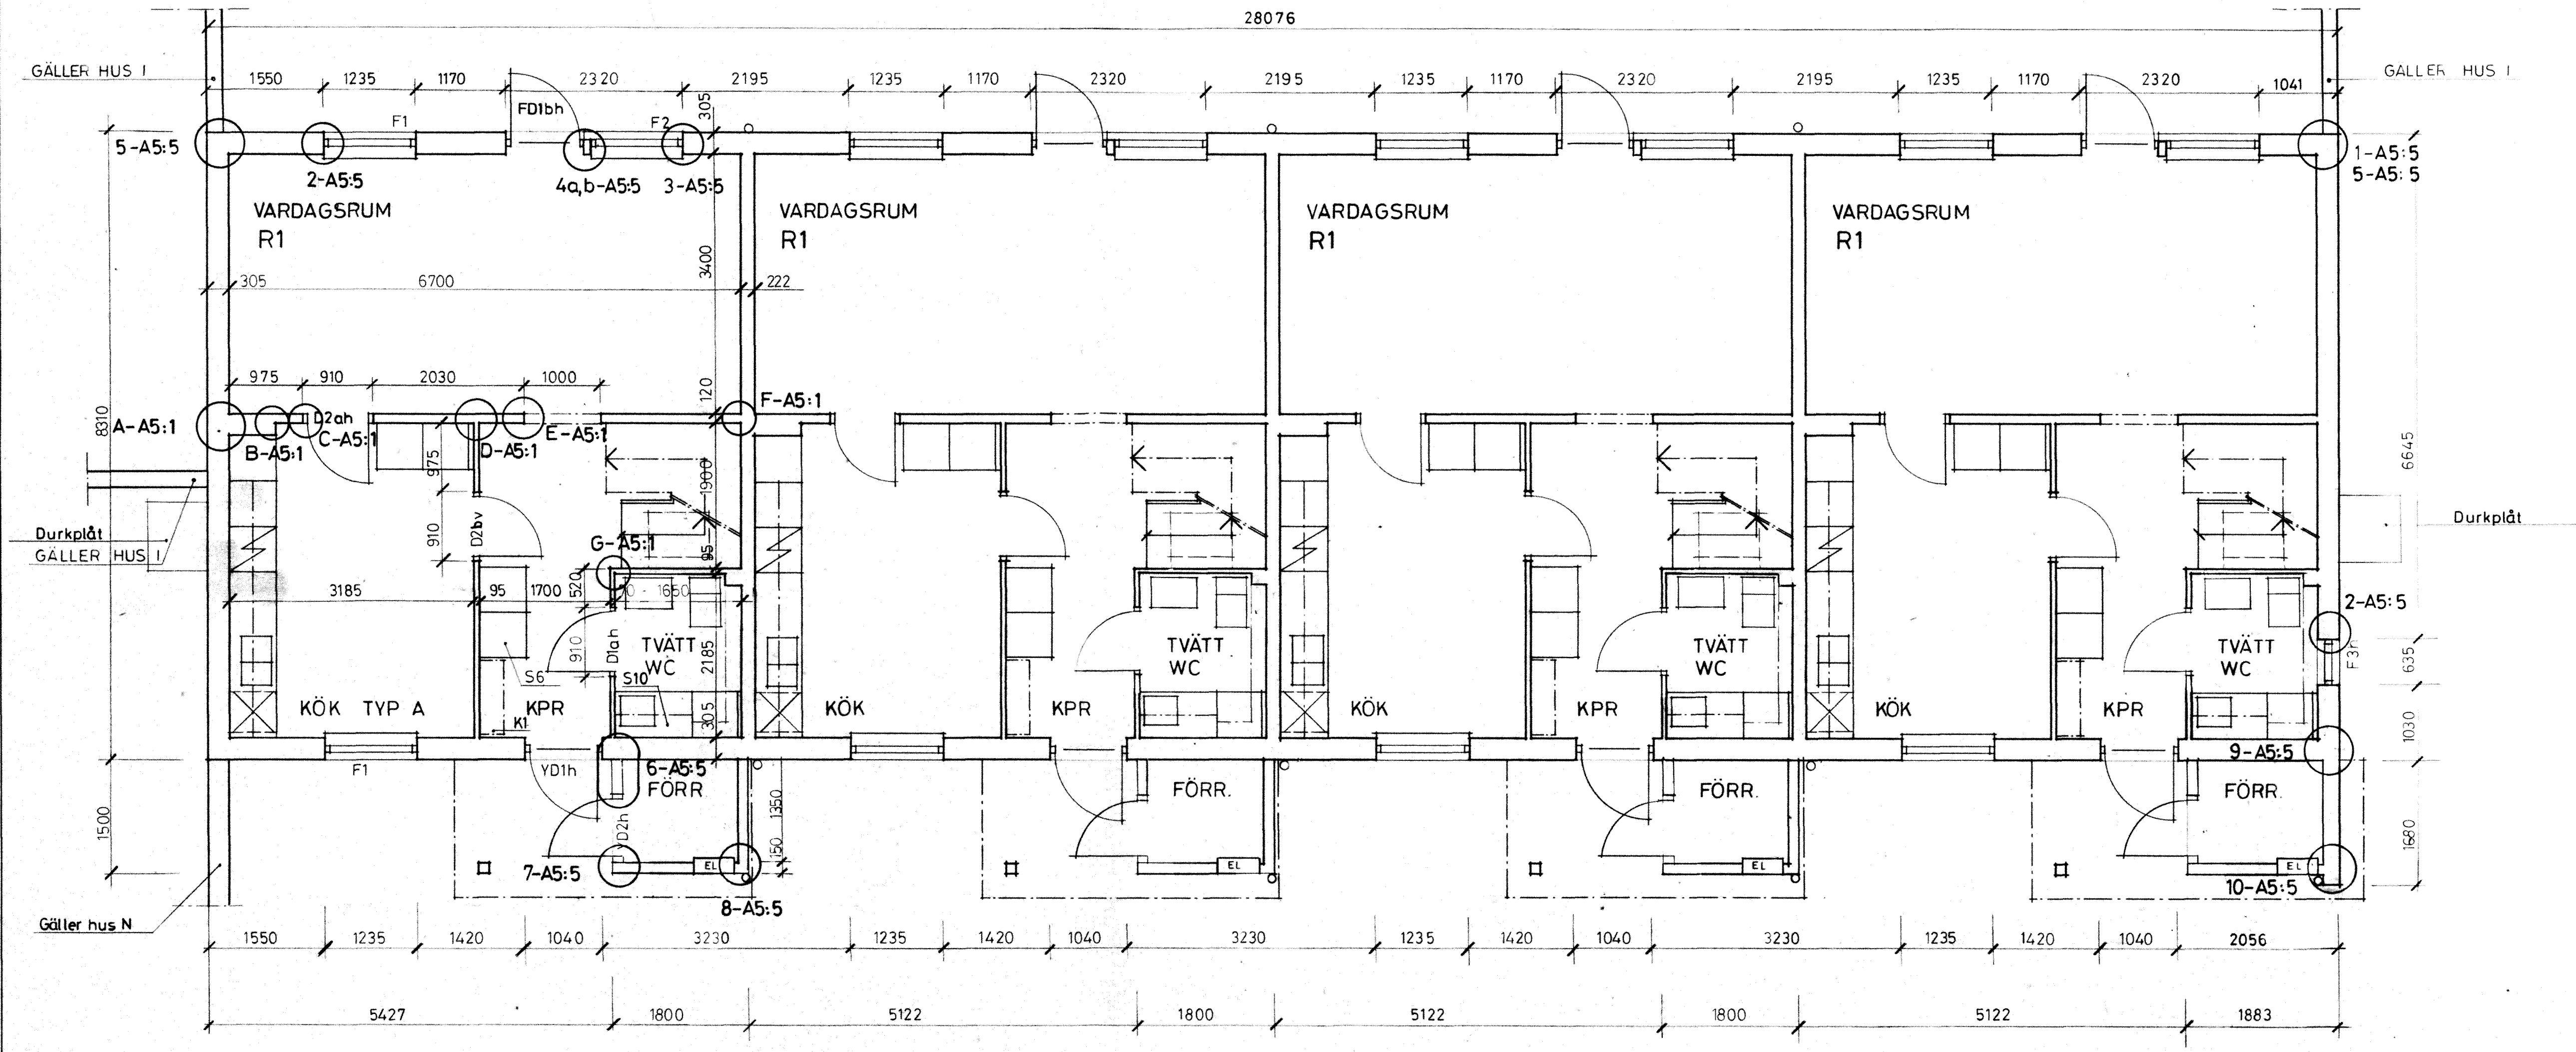 28076
GÄLLER HUS I
1550 1235 1170 2320 2195 1235 1170 2320 2195 1235 1170 2320 2195 1235 1170 2320 1041
GÄLLER HUS I
305
FD1bh
F1
F2
5-A5:5
2-A5:5
4a,b-A5:5
3-A5:5
1-A5:5
5-A5:5
VARDAGSRUM
R1
VARDAGSRUM
R1
VARDAGSRUM
R1
VARDAGSRUM
R1
3400
305 6700 222
975 910 2030 1000
120
F-A5:1
8310
A-A5:1
D2ah
B-A5:1
C-A5:1
D-A5:1
E-A5:1
975
1900
6645
Durkplåt
GÄLLER HUS I
910
D2bv
G-A5:1
95
Durkplåt
3185 95 1700 1650
520
2-A5:5
910
D1ah
TVÄTT
WC
2185
TVÄTT
WC
TVÄTT
WC
TVÄTT
WC
F3h
635
S6
S10
KÖK TYP A
KPR
K1
305
KÖK
KPR
KÖK
KPR
KÖK
KPR
1030
9-A5:5
F1
YD1h
6-A5:5
FÖRR
FÖRR.
FÖRR.
FÖRR.
1500
1350
150
YD2h
1680
7-A5:5
EL
EL
EL
EL
10-A5:5
8-A5:5
Gäller hus N
1550 1235 1420 1040 3230 1235 1420 1040 3230 1235 1420 1040 3230 1235 1420 1040 2056
5427 1800 5122 1800 5122 1800 5122 1883